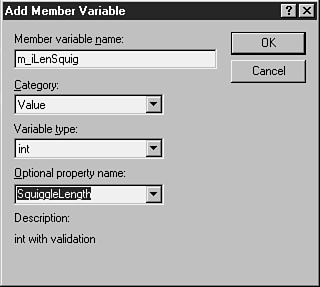 Add Member Variable
Member variable name:
m_iLenSquig
OK
Cancel
Category:
Value
Variable type:
int
Optional property name:
SquiggleLength
Description:
int with validation